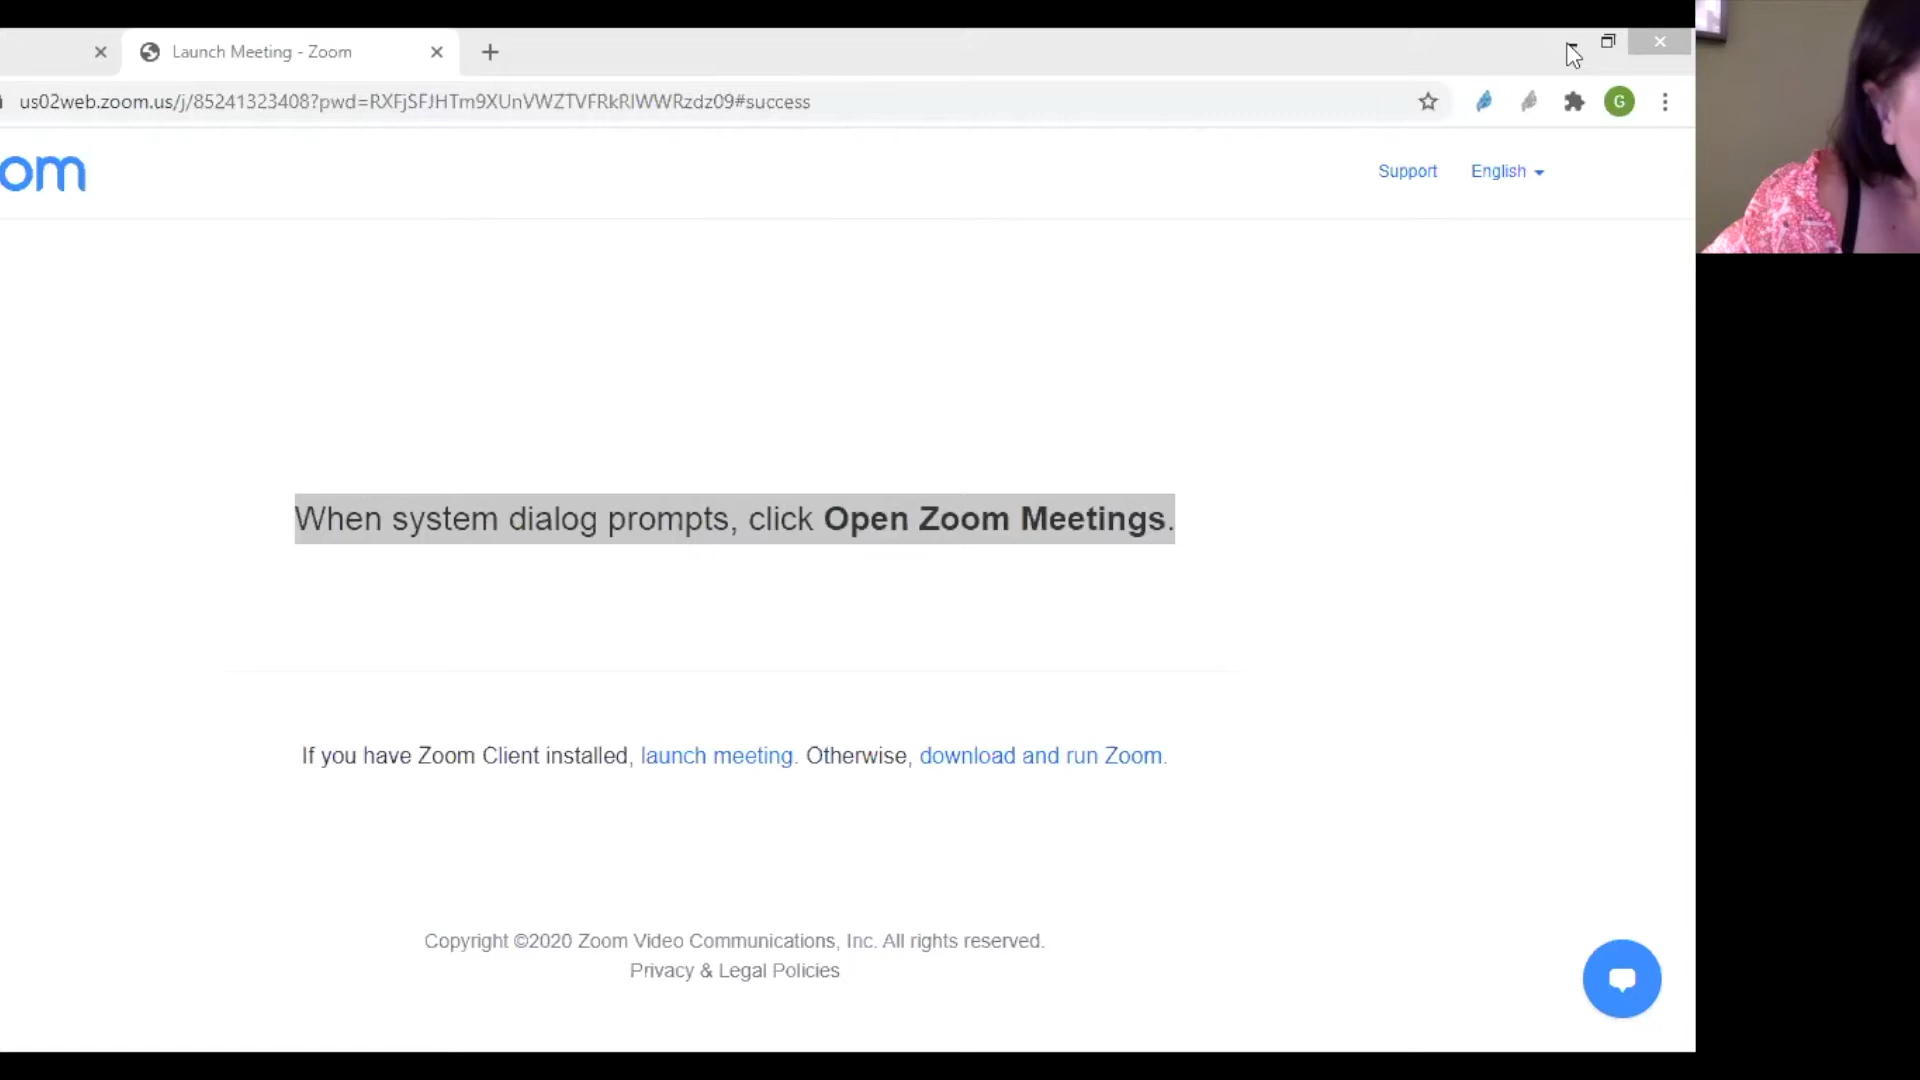 Launch Meeting - Zoom
us02web.zoom.us/j/85241323408?pwd=RXFjSFJHTm9XUnVWZTVFRkRIWWRzdz09#success
G
om
Support
English
When system dialog prompts, click Open Zoom Meetings.
If you have Zoom Client installed, launch meeting. Otherwise, download and run Zoom.
Copyright ©2020 Zoom Video Communications, Inc. All rights reserved.
Privacy & Legal Policies